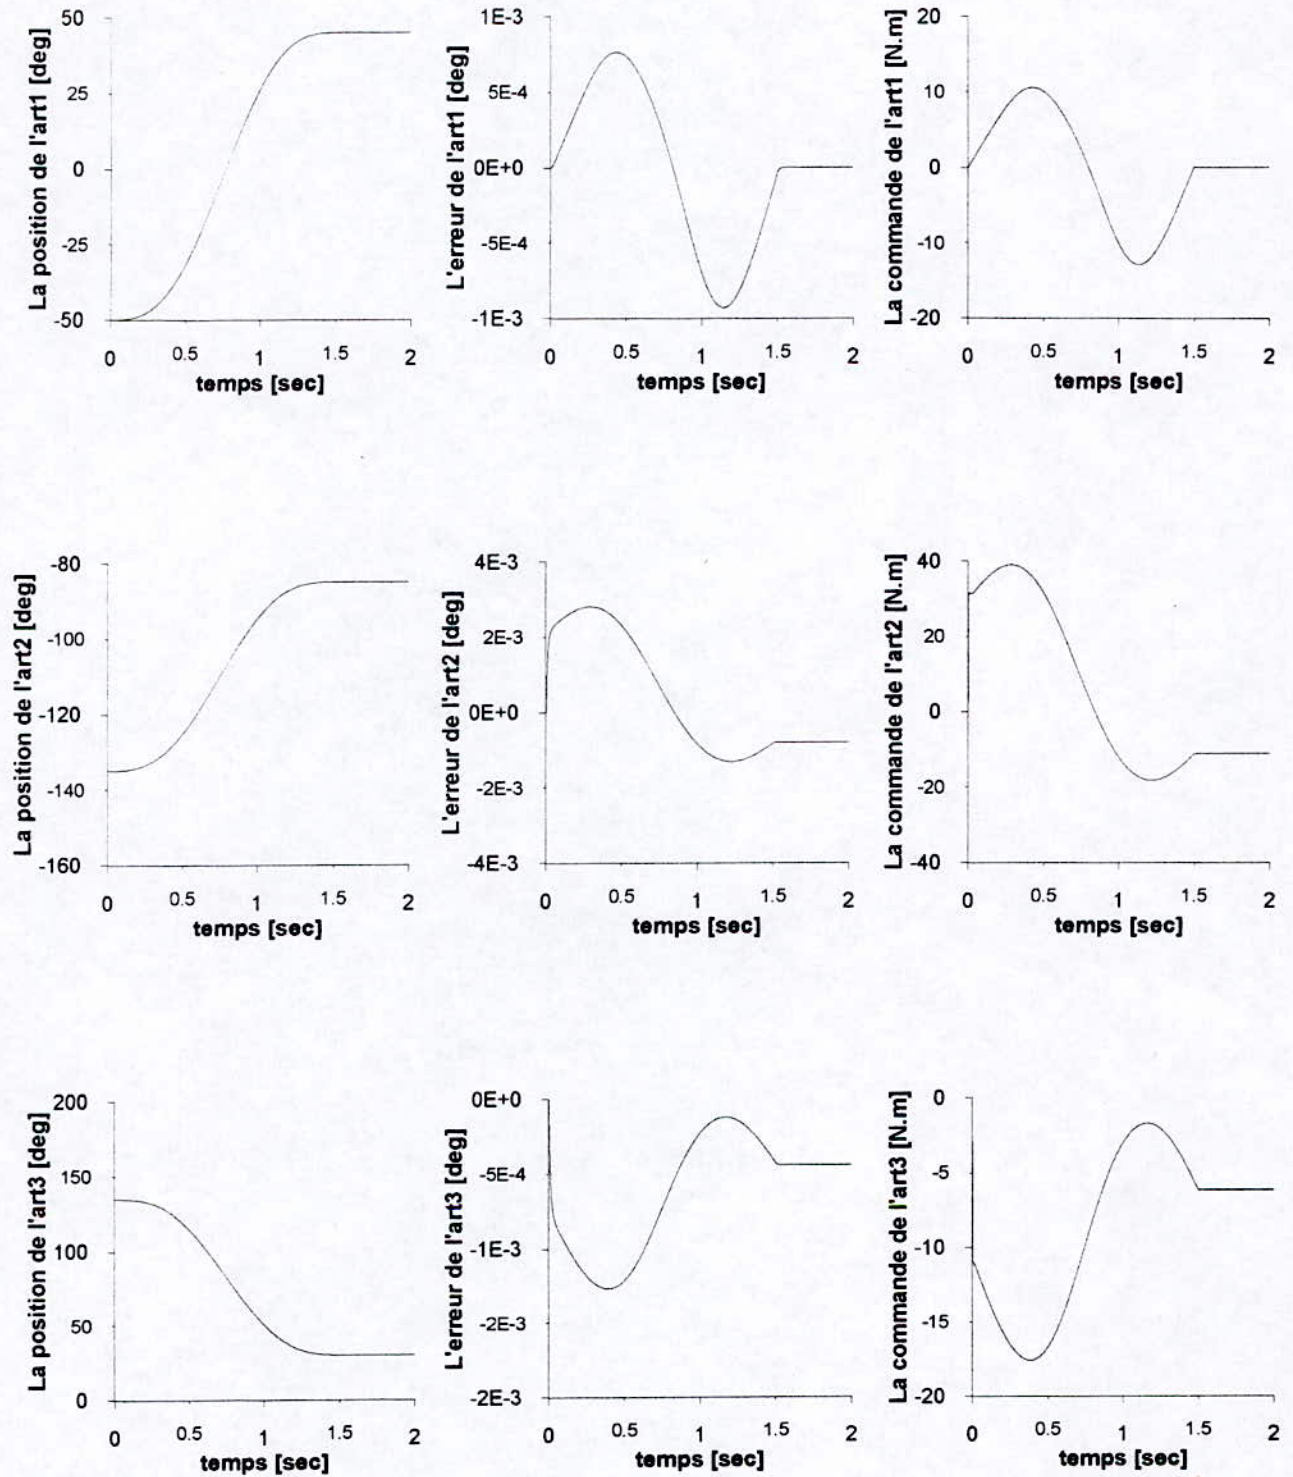 La position de l'art1 [deg]
50
25
0
-25
-50
0
0.5
1
1.5
2
temps [sec]
L'erreur de l'art1 [deg]
1E-3
5E-4
0E+0
-5E-4
-1E-3
0
0.5
1
1.5
2
temps [sec]
La commande de l'art1 [N.m]
20
10
0
-10
-20
0
0.5
1
1.5
2
temps [sec]
La position de l'art2 [deg]
-80
-100
-120
-140
-160
0
0.5
1
1.5
2
temps [sec]
L'erreur de l'art2 [deg]
4E-3
2E-3
0E+0
-2E-3
-4E-3
0
0.5
1
1.5
2
temps [sec]
La commande de l'art2 [N.m]
40
20
0
-20
-40
0
0.5
1
1.5
2
temps [sec]
La position de l'art3 [deg]
200
150
100
50
0
0
0.5
1
1.5
2
temps [sec]
L'erreur de l'art3 [deg]
0E+0
-5E-4
-1E-3
-2E-3
-2E-3
0
0.5
1
1.5
2
temps [sec]
La commande de l'art3 [N.m]
0
-5
-10
-15
-20
0
0.5
1
1.5
2
temps [sec]